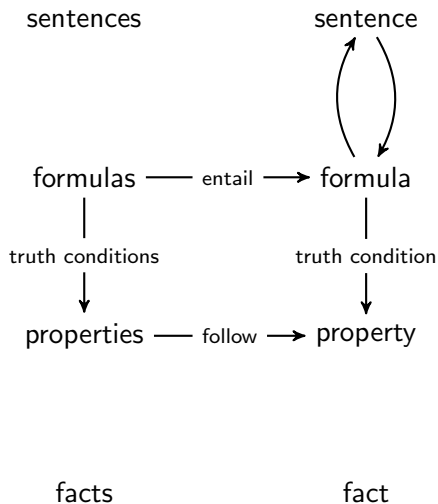 sentences sentence
formulas entail formula
truth conditions truth condition
properties follow property
facts fact